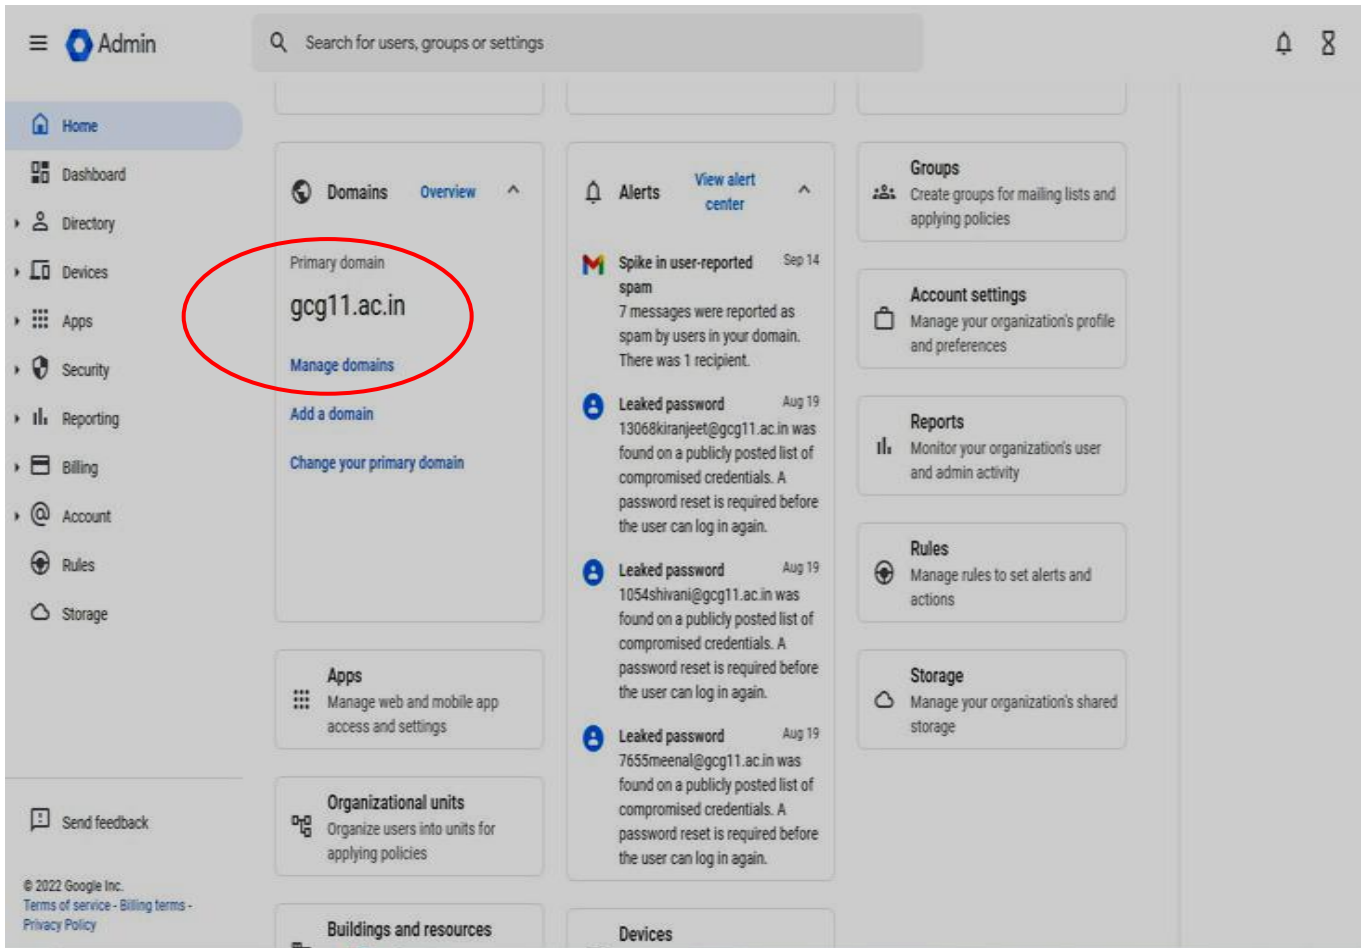 Admin
Search for users, groups or settings
Home
Dashboard
Directory
Devices
Apps
Security
Reporting
Billing
Account
Rules
Storage
Send feedback
© 2022 Google Inc.
Terms of service - Billing terms -
Privacy Policy
Domains Overview
Primary domain
gcg11.ac.in
Manage domains
Add a domain
Change your primary domain
Apps
Manage web and mobile app
access and settings
Organizational units
Organize users into units for
applying policies
Buildings and resources
Alerts View alert
center
Spike in user-reported Sep 14
spam
7 messages were reported as
spam by users in your domain.
There was 1 recipient.
Leaked password Aug 19
13068kiranjeet@gcg11.ac.in was
found on a publicly posted list of
compromised credentials. A
password reset is required before
the user can log in again.
Leaked password Aug 19
1054shivani@gcg11.ac.in was
found on a publicly posted list of
compromised credentials. A
password reset is required before
the user can log in again.
Leaked password Aug 19
7655meenal@gcg11.ac.in was
found on a publicly posted list of
compromised credentials. A
password reset is required before
the user can log in again.
Devices
Groups
Create groups for mailing lists and
applying policies
Account settings
Manage your organization's profile
and preferences
Reports
Monitor your organization's user
and admin activity
Rules
Manage rules to set alerts and
actions
Storage
Manage your organization's shared
storage